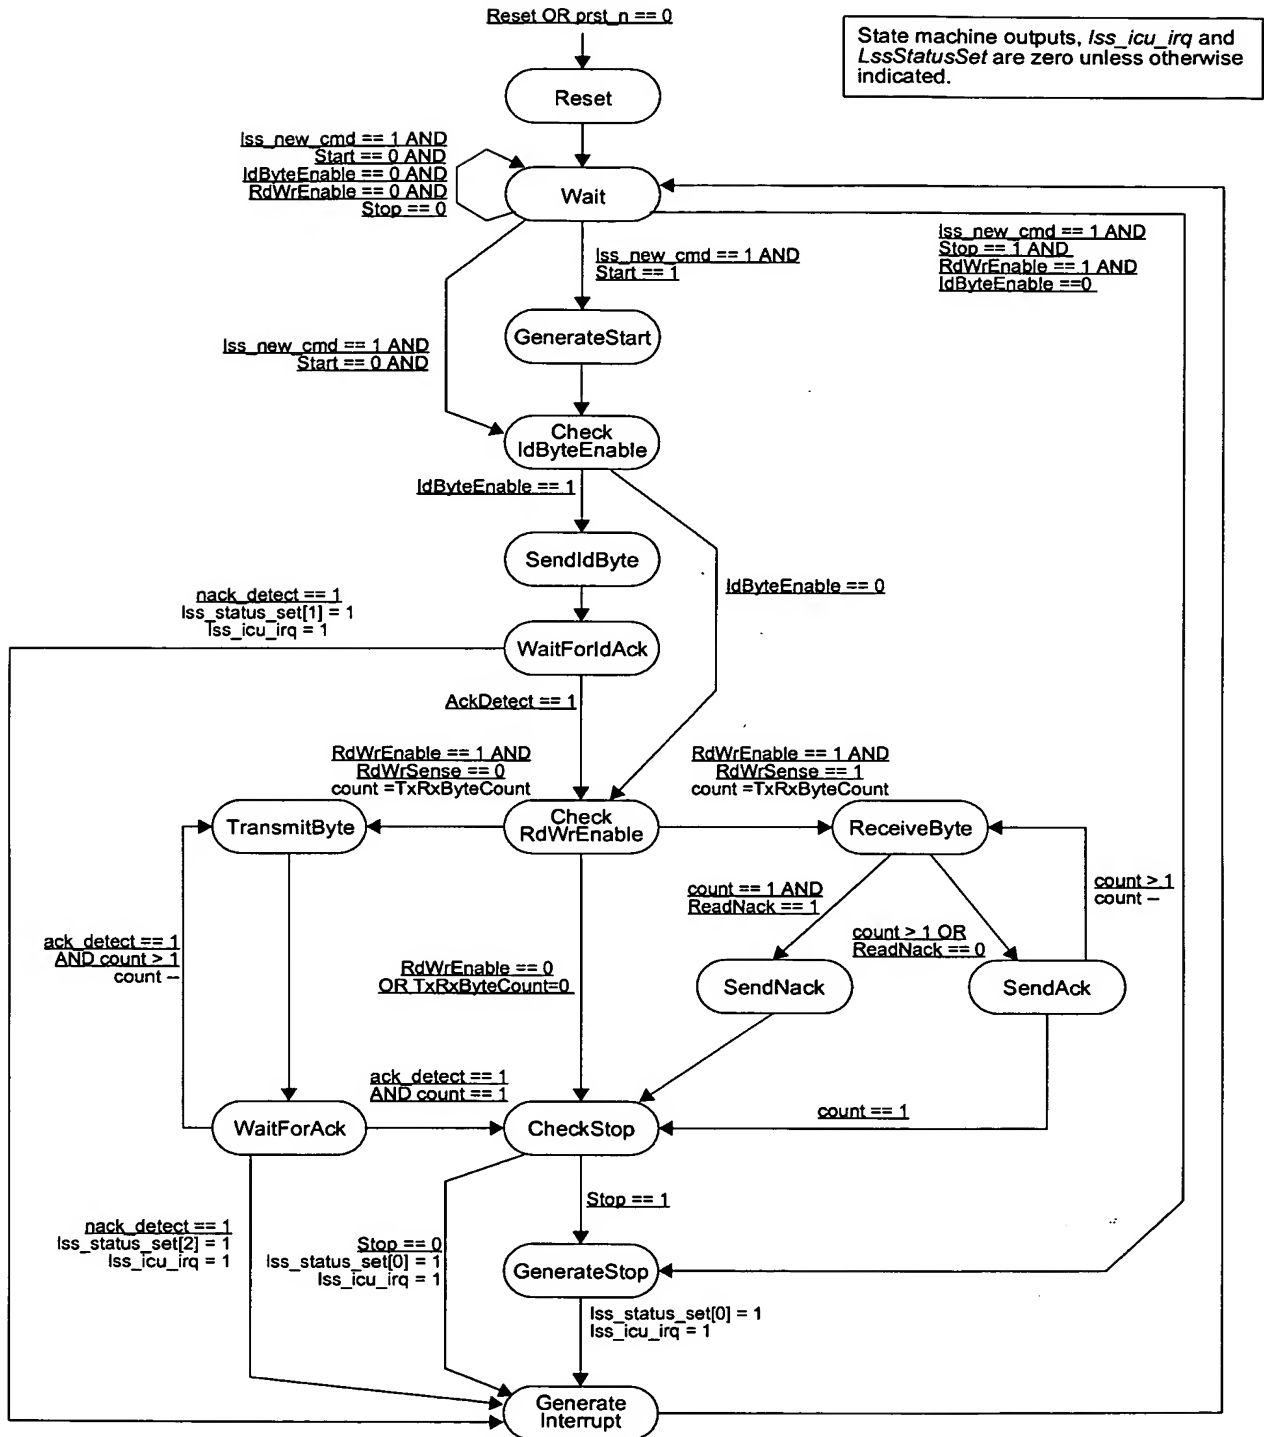 Reset OR prst_n == 0
State machine outputs, lss_icu_irq and
LssStatusSet are zero unless otherwise
indicated.
Reset
lss_new_cmd == 1 AND
Start == 0 AND
IdByteEnable == 0 AND
RdWrEnable == 0 AND
Stop == 0
Wait
lss_new_cmd == 1 AND
Stop == 1 AND
RdWrEnable == 1 AND
IdByteEnable ==0
lss_new_cmd == 1 AND
Start == 1
GenerateStart
lss_new_cmd == 1 AND
Start == 0 AND
Check
IdByteEnable
IdByteEnable == 1
SendIdByte
IdByteEnable == 0
nack_detect == 1
lss_status_set[1] = 1
lss_icu_irq = 1
WaitForIdAck
AckDetect == 1
RdWrEnable == 1 AND
RdWrSense == 0
count =TxRxByteCount
RdWrEnable == 1 AND
RdWrSense == 1
count =TxRxByteCount
TransmitByte
Check
RdWrEnable
ReceiveByte
count == 1 AND
ReadNack == 1
count > 1
count –
count > 1 OR
ReadNack == 0
ack_detect == 1
AND count > 1
count –
RdWrEnable == 0
OR TxRxByteCount=0
SendNack
SendAck
ack_detect == 1
AND count == 1
WaitForAck
CheckStop
count == 1
Stop == 1
nack_detect == 1
lss_status_set[2] = 1
lss_icu_irq = 1
Stop == 0
lss_status_set[0] = 1
lss_icu_irq = 1
GenerateStop
lss_status_set[0] = 1
lss_icu_irq = 1
Generate
Interrupt